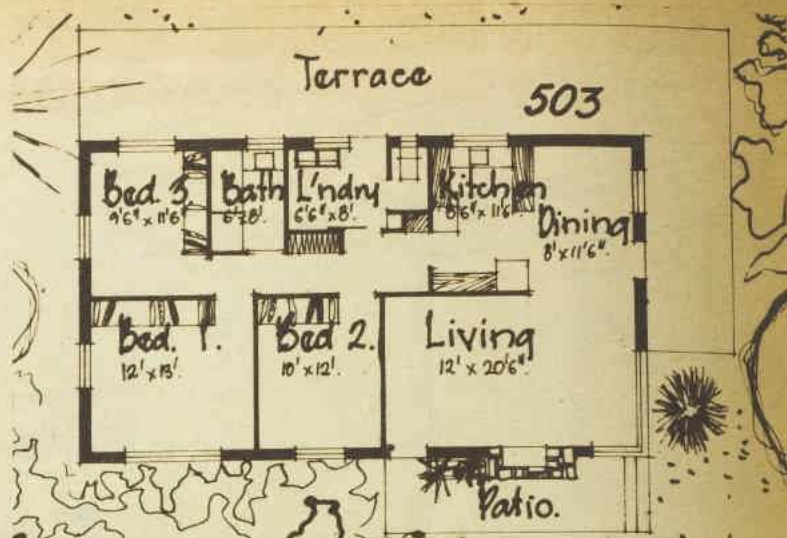 Terrace
503
Bed. 3
9'6" x 11'6"
Bath
6' x 8'.
L'ndry
6'6" x 8'.
Kitchen
8'6" x 11'6"
Dining
8' x 11'6".
Bed. 1.
12' x 13'.
Bed 2.
10' x 12'.
Living
12' x 20'6".
Patio.